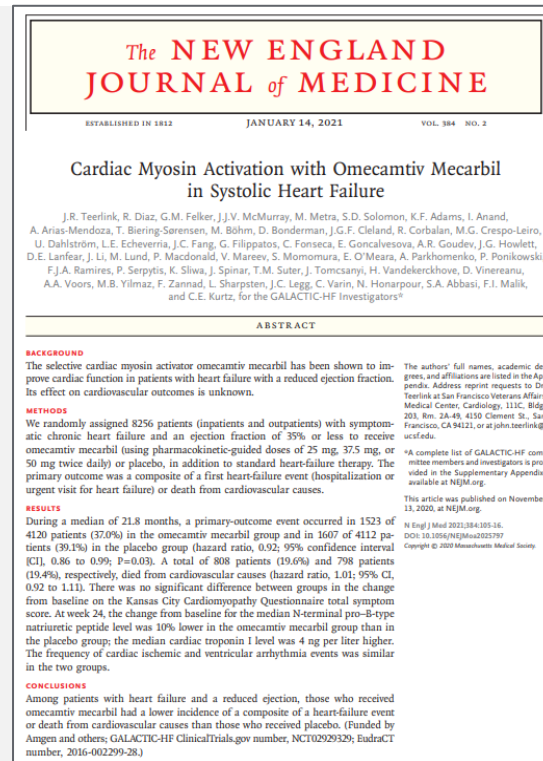 The NEW ENGLAND
JOURNAL of MEDICINE
ESTABLISHED IN 1812
JANUARY 14, 2021
VOL. 384 NO. 2
Cardiac Myosin Activation with Omecamtiv Mecarbil
in Systolic Heart Failure
J.R. Teerlink, R. Diaz, G.M. Felker, J.J.V. McMurray, M. Metra, S.D. Solomon, K.F. Adams, I. Anand,
A. Arias-Mendoza, T. Biering-Sørensen, M. Böhm, D. Bonderman, J.G.F. Cleland, R. Corbalan, M.G. Crespo-Leiro,
U. Dahlström, L.E. Echeverria, J.C. Fang, G. Filippatos, C. Fonseca, E. Goncalvesova, A.R. Goudev, J.G. Howlett,
D.E. Lanfear, J. Li, M. Lund, P. Macdonald, V. Mareev, S. Momomura, E. O'Meara, A. Parkhomenko, P. Ponikowski,
F.J.A. Ramires, P. Serpytis, K. Sliwa, J. Spinar, T.M. Suter, J. Tomcsanyi, H. Vandekerckhove, D. Vinereanu,
A.A. Voors, M.B. Yilmaz, F. Zannad, L. Sharpsten, J.C. Legg, C. Varin, N. Honarpour, S.A. Abbasi, F.I. Malik,
and C.E. Kurtz, for the GALACTIC-HF Investigators*
ABSTRACT
BACKGROUND
The selective cardiac myosin activator omecamtiv mecarbil has been shown to im-
prove cardiac function in patients with heart failure with a reduced ejection fraction.
Its effect on cardiovascular outcomes is unknown.
METHODS
We randomly assigned 8256 patients (inpatients and outpatients) with symptom-
atic chronic heart failure and an ejection fraction of 35% or less to receive
omecamtiv mecarbil (using pharmacokinetic-guided doses of 25 mg, 37.5 mg, or
50 mg twice daily) or placebo, in addition to standard heart-failure therapy. The
primary outcome was a composite of a first heart-failure event (hospitalization or
urgent visit for heart failure) or death from cardiovascular causes.
RESULTS
During a median of 21.8 months, a primary-outcome event occurred in 1523 of
4120 patients (37.0%) in the omecamtiv mecarbil group and in 1607 of 4112 pa-
tients (39.1%) in the placebo group (hazard ratio, 0.92; 95% confidence interval
[CI], 0.86 to 0.99; P=0.03). A total of 808 patients (19.6%) and 798 patients
(19.4%), respectively, died from cardiovascular causes (hazard ratio, 1.01; 95% CI,
0.92 to 1.11). There was no significant difference between groups in the change
from baseline on the Kansas City Cardiomyopathy Questionnaire total symptom
score. At week 24, the change from baseline for the median N-terminal pro–B-type
natriuretic peptide level was 10% lower in the omecamtiv mecarbil group than in
the placebo group; the median cardiac troponin I level was 4 ng per liter higher.
The frequency of cardiac ischemic and ventricular arrhythmia events was similar
in the two groups.
CONCLUSIONS
Among patients with heart failure and a reduced ejection, those who received
omecamtiv mecarbil had a lower incidence of a composite of a heart-failure event
or death from cardiovascular causes than those who received placebo. (Funded by
Amgen and others; GALACTIC-HF ClinicalTrials.gov number, NCT02929329; EudraCT
number, 2016-002299-28.)
The authors' full names, academic de-
grees, and affiliations are listed in the Ap-
pendix. Address reprint requests to Dr.
Teerlink at San Francisco Veterans Affairs
Medical Center, Cardiology, 111C, Bldg.
203, Rm. 2A-49, 4150 Clement St., San
Francisco, CA 94121, or at john.teerlink@
ucsf.edu.
*A complete list of GALACTIC-HF com-
mittee members and investigators is pro-
vided in the Supplementary Appendix,
available at NEJM.org.
This article was published on November
13, 2020, at NEJM.org.
N Engl J Med 2021;384:105-16.
DOI: 10.1056/NEJMoa2025797
Copyright © 2020 Massachusetts Medical Society.